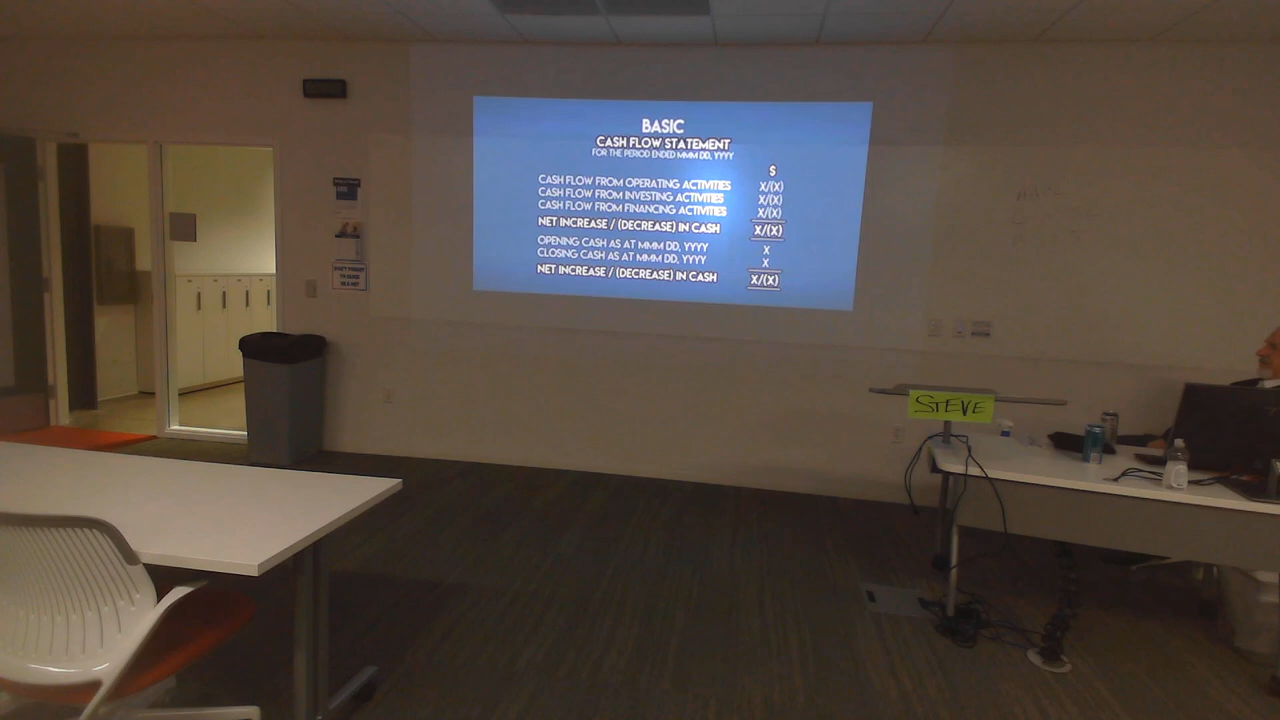 BASIC
CASH FLOW STATEMENT
FOR THE PERIOD ENDED MMM DD, YYYY
$
CASH FLOW FROM OPERATING ACTIVITIES X/(X)
CASH FLOW FROM INVESTING ACTIVITIES X/(X)
CASH FLOW FROM FINANCING ACTIVITIES X/(X)
NET INCREASE / (DECREASE) IN CASH X/(X)
OPENING CASH AS AT MMM DD, YYYY X
CLOSING CASH AS AT MMM DD, YYYY X
NET INCREASE / (DECREASE) IN CASH X/(X)
DON'T FORGET
STEVE